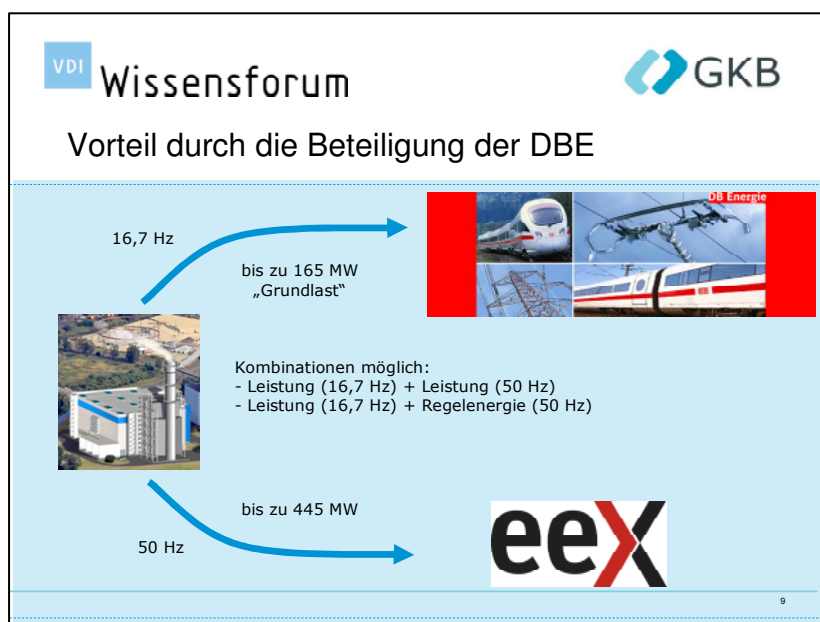 VDI
Wissensforum
GKB
Vorteil durch die Beteiligung der DBE
DB Energie
16,7 Hz
bis zu 165 MW
„Grundlast“
Kombinationen möglich:
- Leistung (16,7 Hz) + Leistung (50 Hz)
- Leistung (16,7 Hz) + Regelenergie (50 Hz)
bis zu 445 MW
50 Hz
eex
9